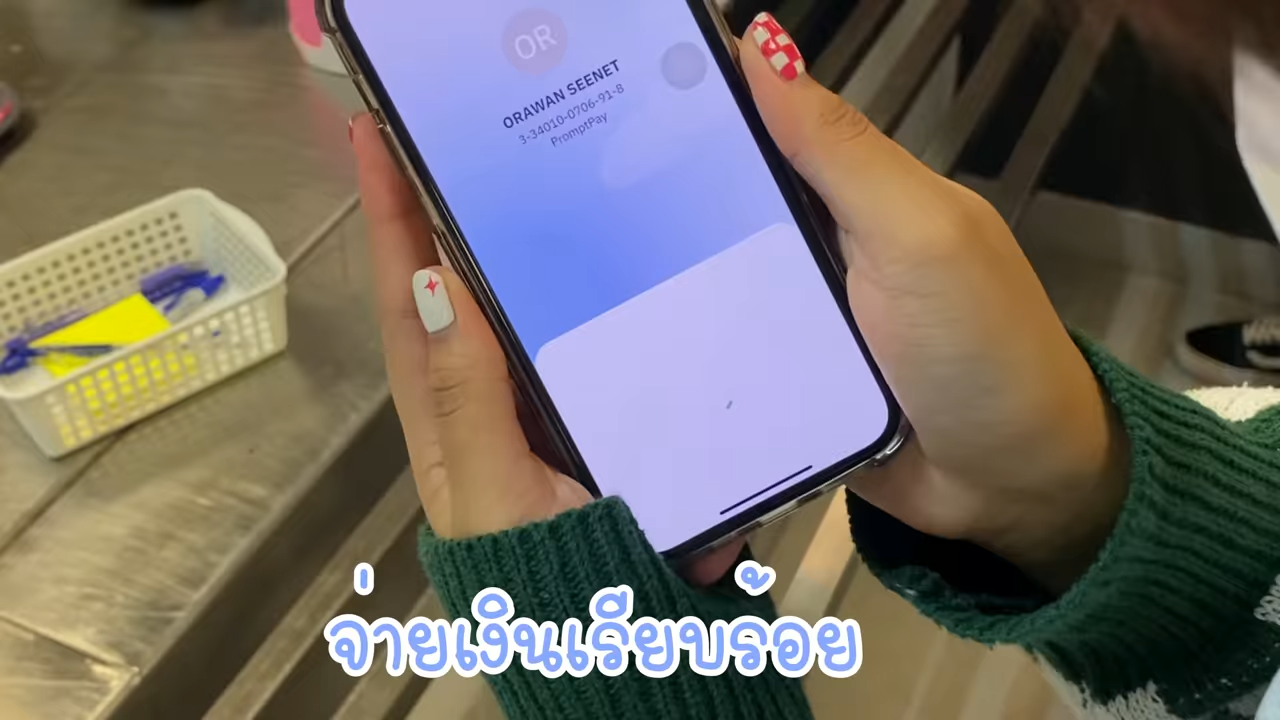 OR
ORAWAN SEENET
3-34010-0706-91-8
PromptPay
จ่ายเงินเรียบร้อย